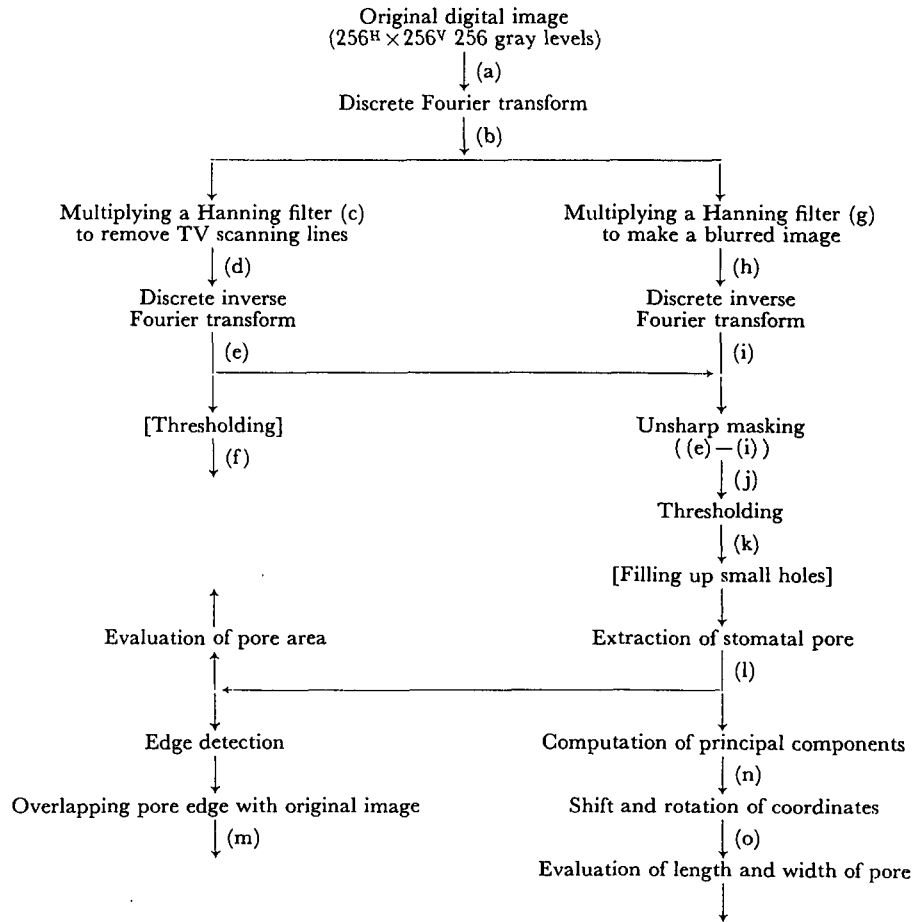 Original digital image
(256ᴴ×256ⱽ 256 gray levels)
(a)
Discrete Fourier transform
(b)
Multiplying a Hanning filter (c)
to remove TV scanning lines
Multiplying a Hanning filter (g)
to make a blurred image
(d)
(h)
Discrete inverse
Fourier transform
Discrete inverse
Fourier transform
(e)
(i)
[Thresholding]
Unsharp masking
((e)−(i))
(f)
(j)
Thresholding
(k)
[Filling up small holes]
Evaluation of pore area
Extraction of stomatal pore
(l)
Edge detection
Computation of principal components
(n)
Overlapping pore edge with original image
Shift and rotation of coordinates
(m)
(o)
Evaluation of length and width of pore